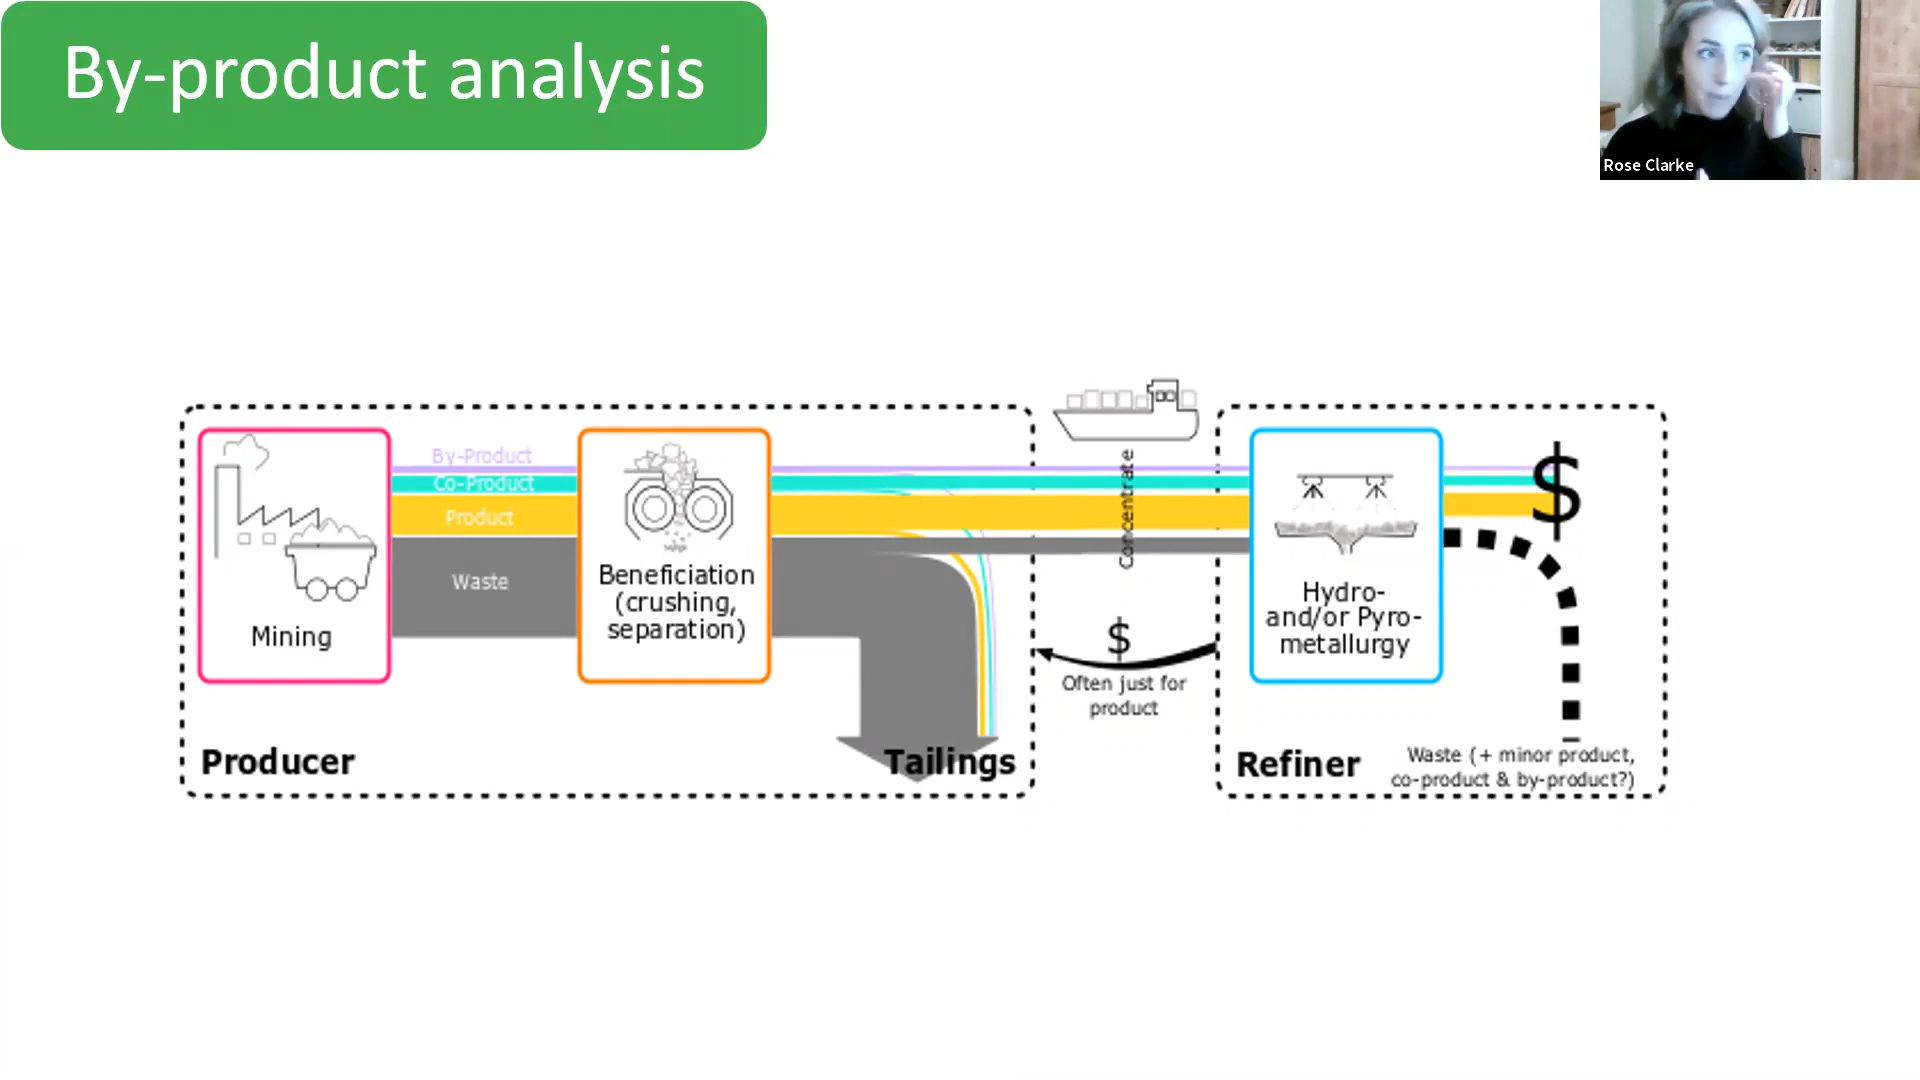 By-product analysis
Rose Clarke
By-Product
Co-Product
Product
Waste
Mining
Beneficiation
(crushing,
separation)
Producer
Tailings
Concentrate
$
Often just for
product
Hydro-
and/or Pyro-
metallurgy
$
Refiner
Waste (+ minor product,
co-product & by-product?)